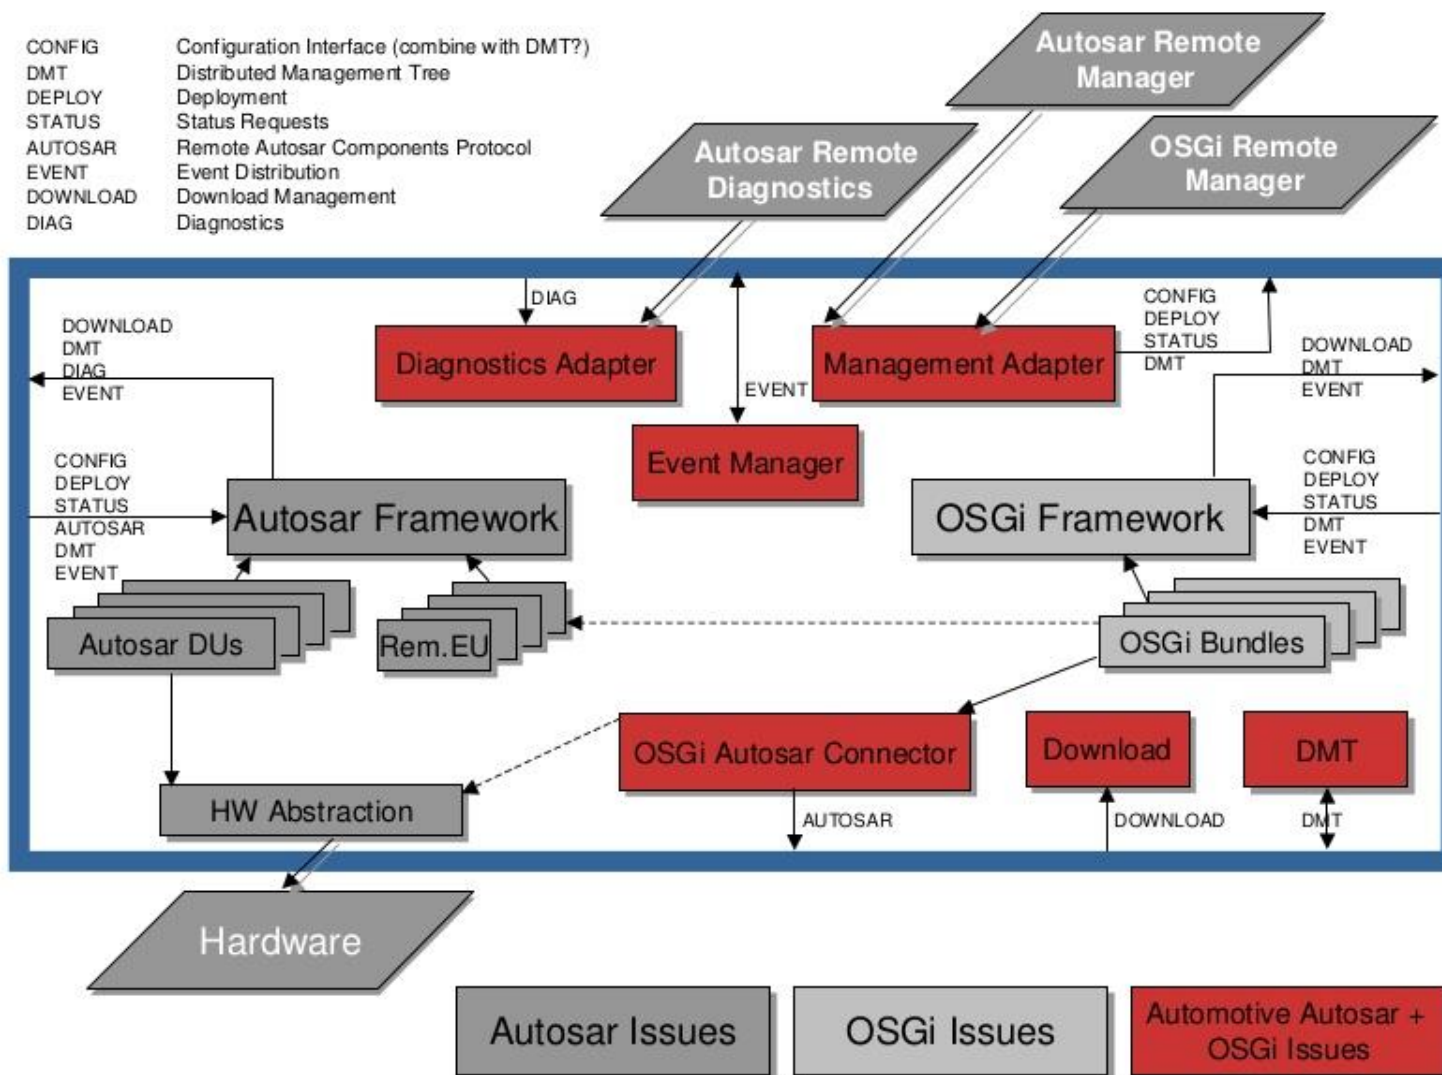 CONFIG Configuration Interface (combine with DMT?)
DMT Distributed Management Tree
DEPLOY Deployment
STATUS Status Requests
AUTOSAR Remote Autosar Components Protocol
EVENT Event Distribution
DOWNLOAD Download Management
DIAG Diagnostics
Autosar Remote
Manager
Autosar Remote
Diagnostics
OSGi Remote
Manager
DIAG
CONFIG
DEPLOY
STATUS
DMT
DOWNLOAD
DMT
DIAG
EVENT
Diagnostics Adapter
Management Adapter
DOWNLOAD
DMT
EVENT
EVENT
Event Manager
CONFIG
DEPLOY
STATUS
AUTOSAR
DMT
EVENT
Autosar Framework
OSGi Framework
CONFIG
DEPLOY
STATUS
DMT
EVENT
Autosar DUs
Rem.EU
OSGi Bundles
OSGi Autosar Connector
Download
DMT
HW Abstraction
AUTOSAR
DOWNLOAD
DMT
Hardware
Autosar Issues
OSGi Issues
Automotive Autosar +
OSGi Issues